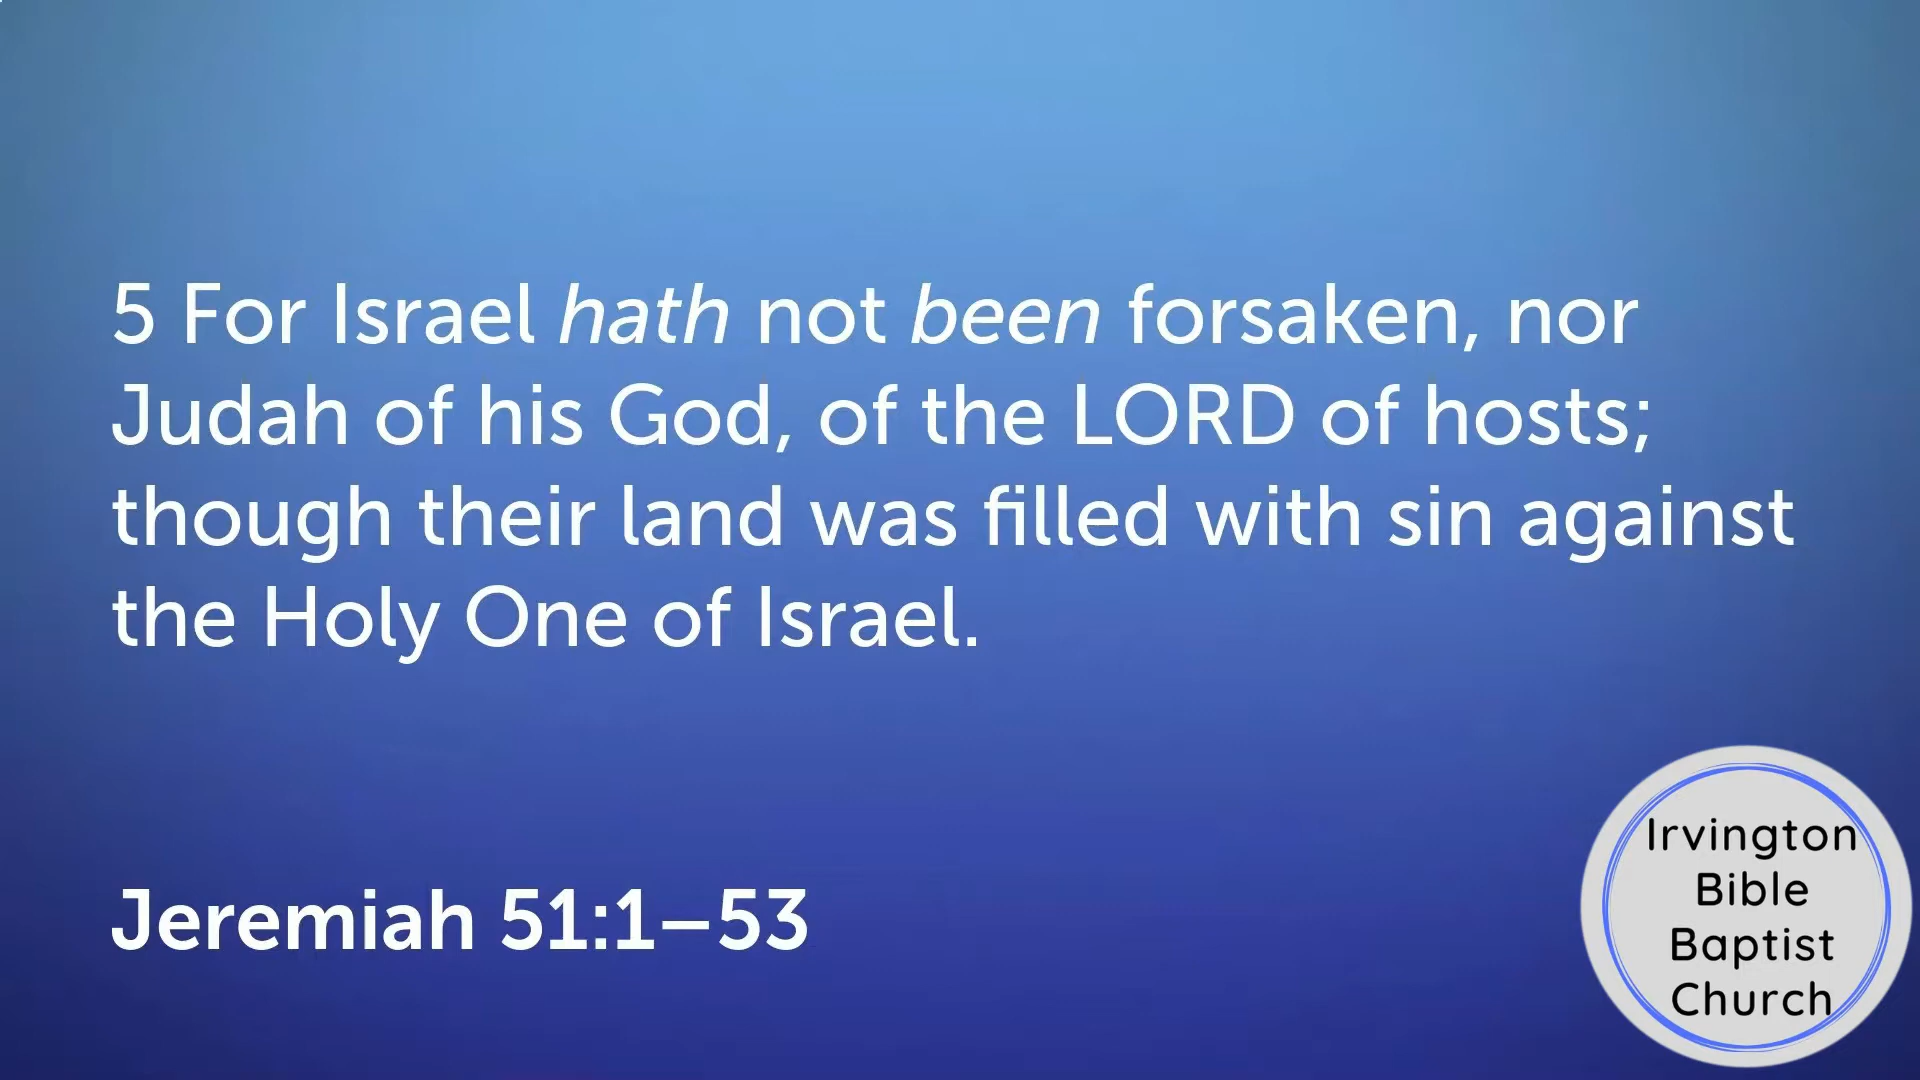 5 For Israel hath not been forsaken, nor
Judah of his God, of the LORD of hosts;
though their land was filled with sin against
the Holy One of Israel.
Jeremiah 51:1–53
Irvington
Bible
Baptist
Church